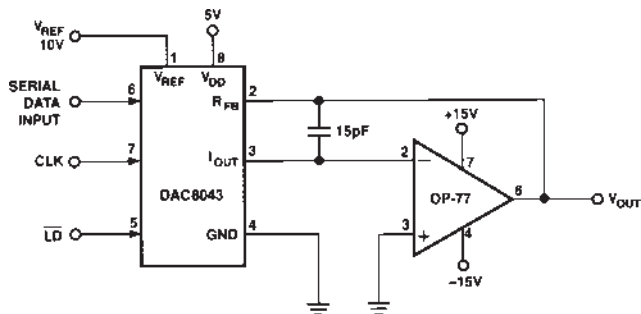 VREF
10V
5V
1
8
VREF
VDD
SERIAL
DATA
INPUT
6
RFB
2
15pF
+15V
7
CLK
7
IOUT
3
2
−
DAC8043
OP-77
6
VOUT
LD
5
GND
4
3
+
4
−15V